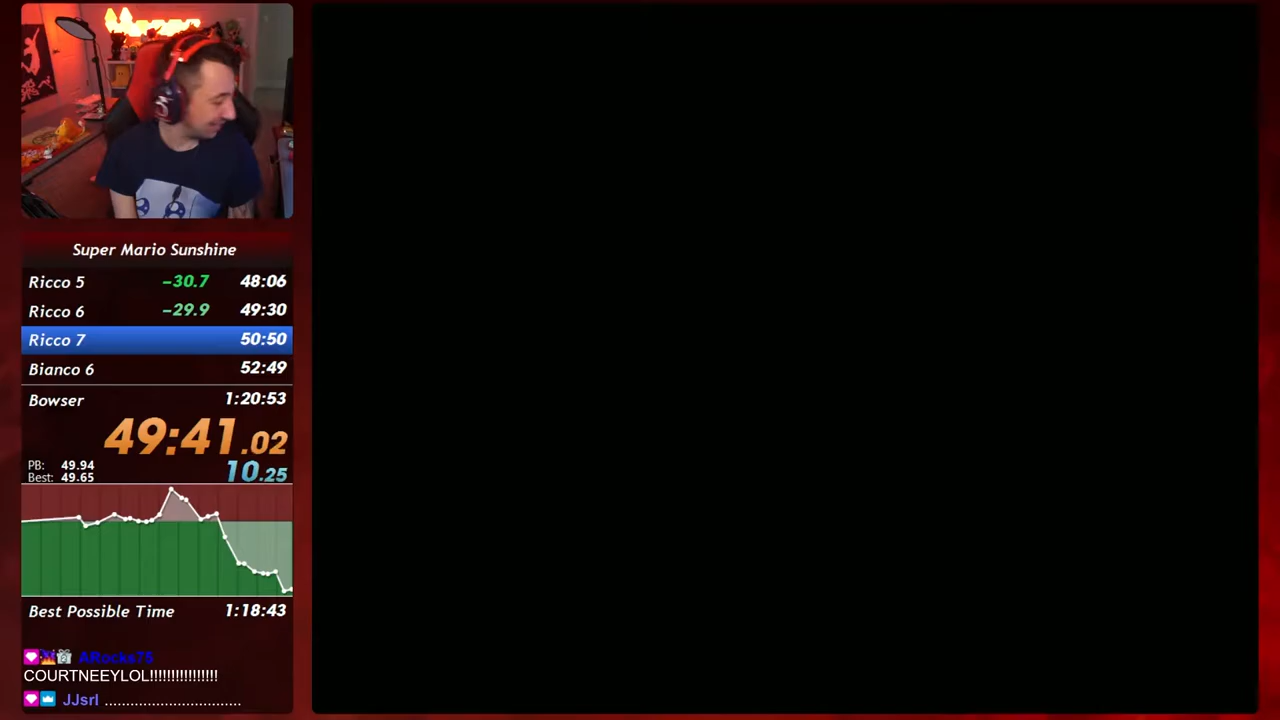 Super Mario Sunshine
Ricco 5 -30.7 48:06
Ricco 6 -29.9 49:30
Ricco 7 50:50
Bianco 6 52:49
Bowser 1:20:53
49:41.02
PB: 49.94
Best: 49.65
10.25
Best Possible Time 1:18:43
ARocks75
COURTNEEYLOL!!!!!!!!!!!!!!!!
JJsrl ................................